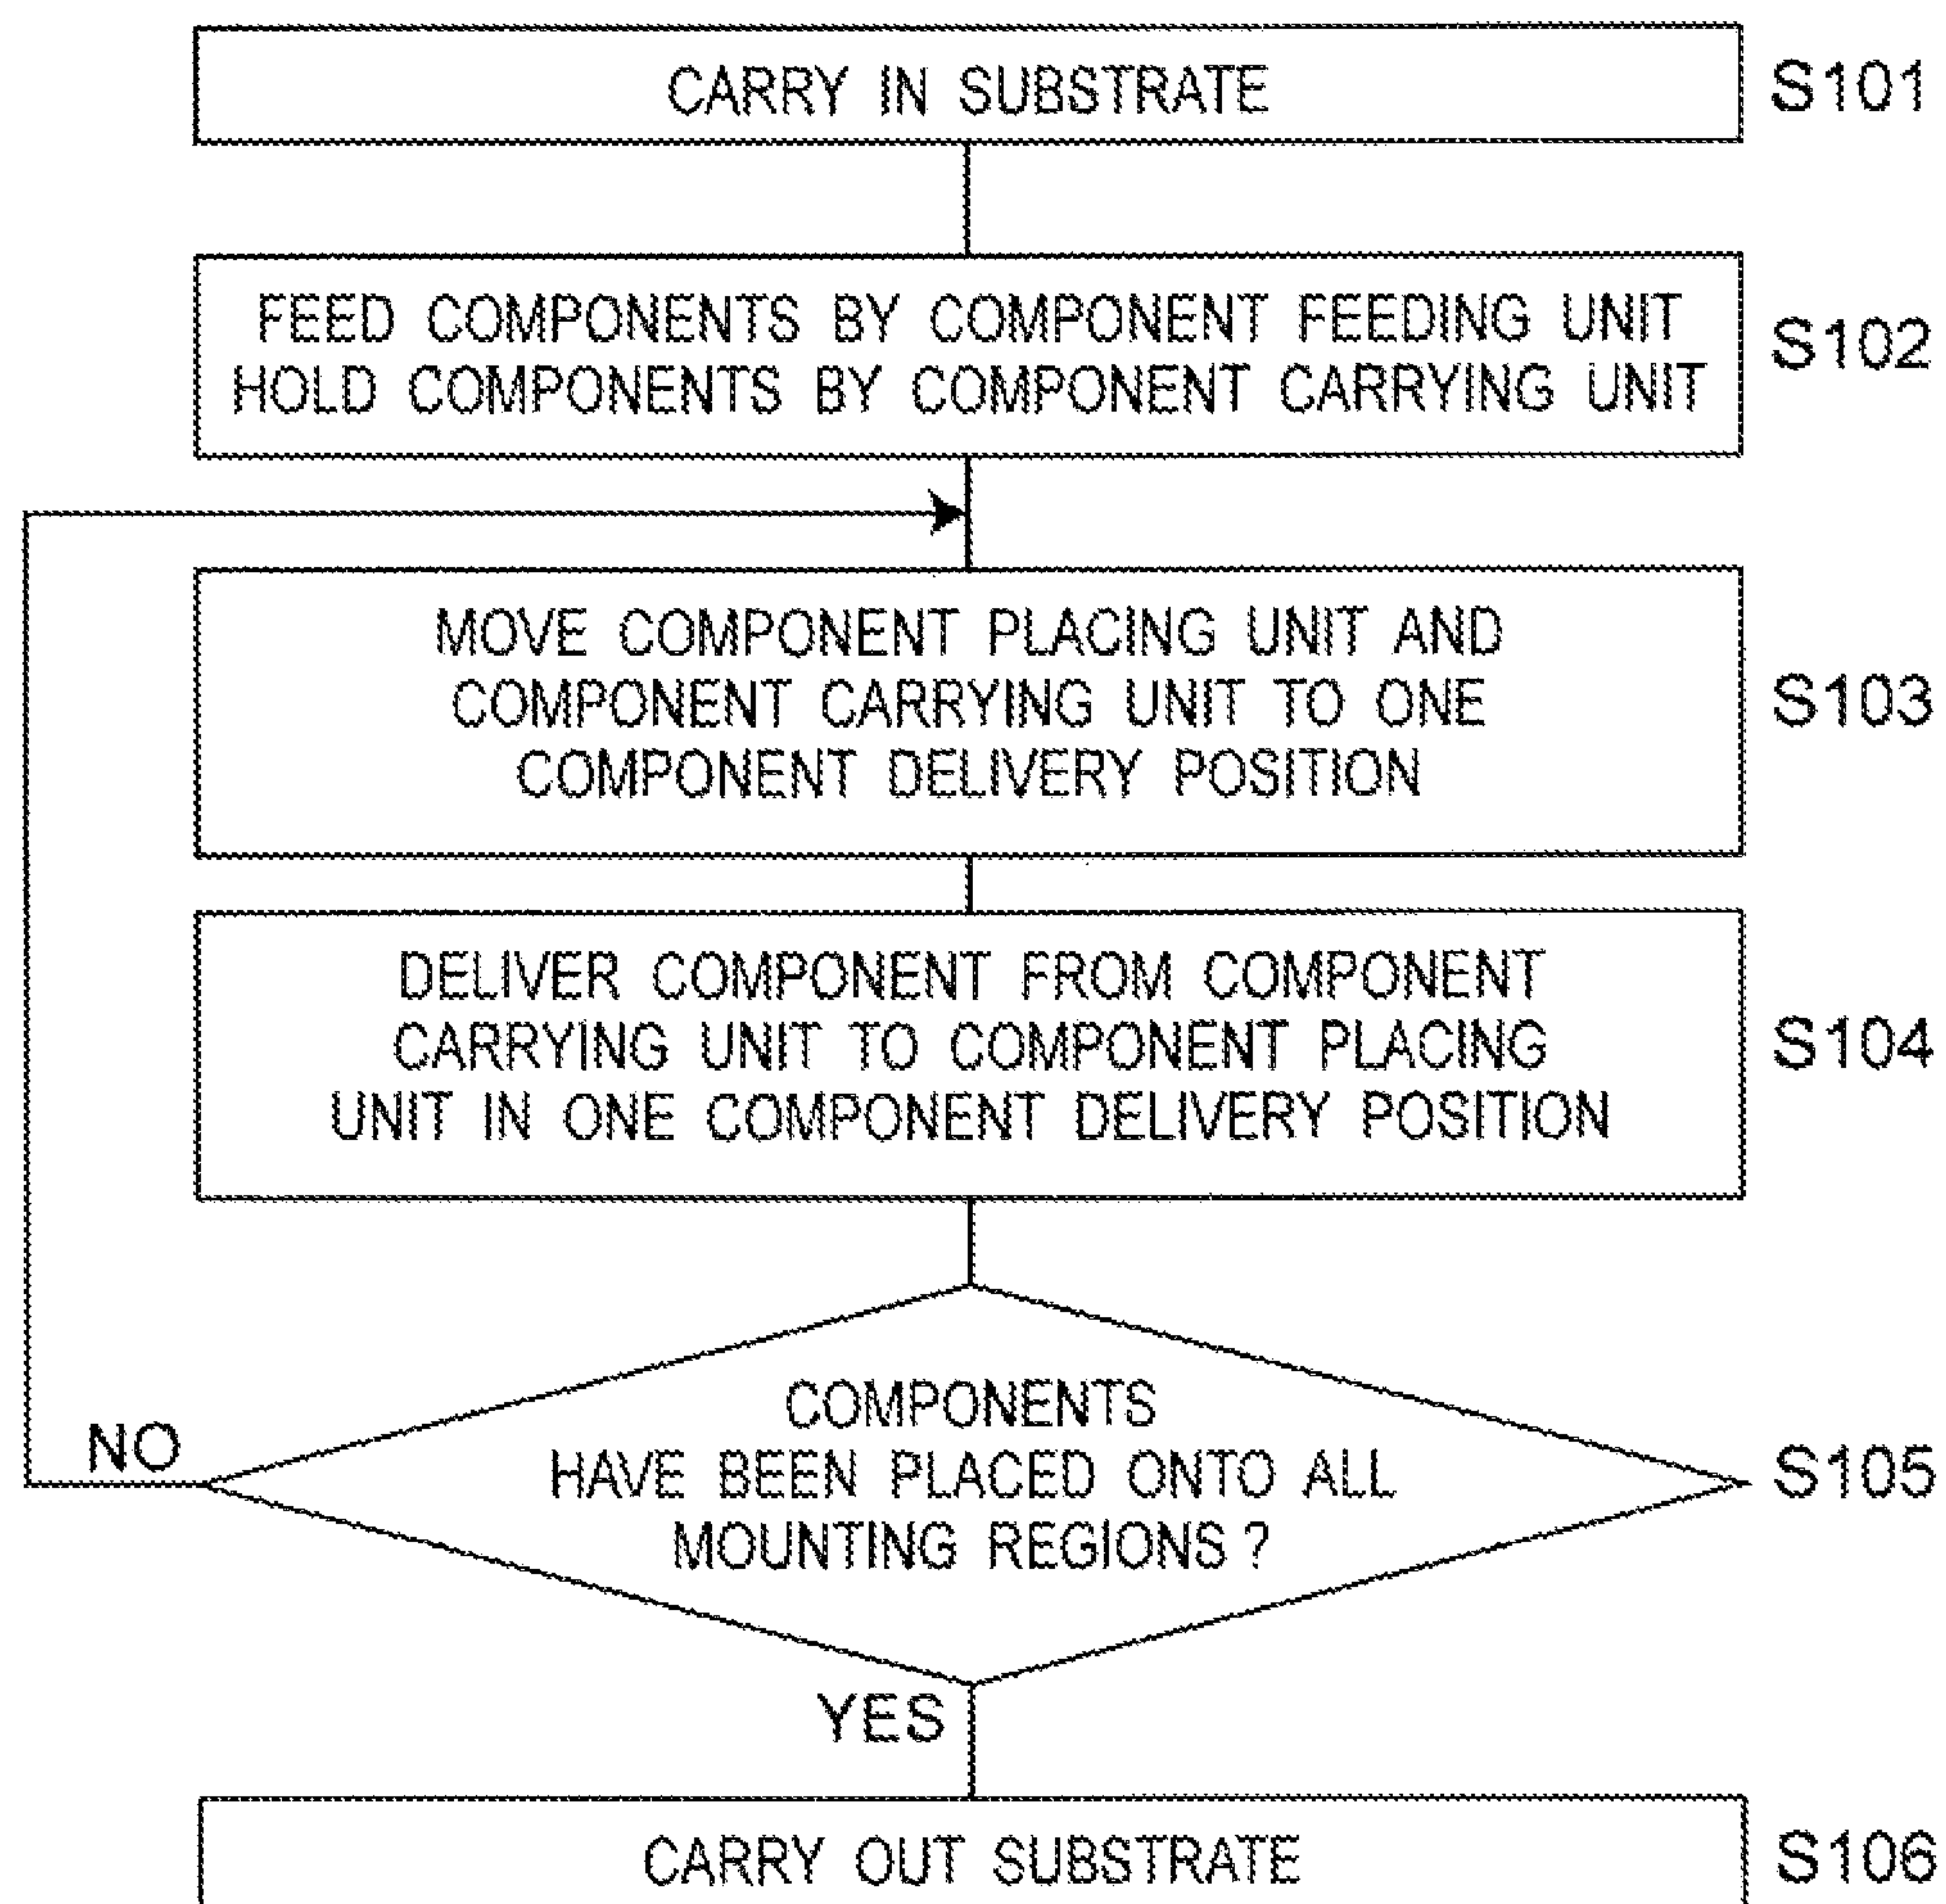 CARRY IN SUBSTRATE
S101
FEED COMPONENTS BY COMPONENT FEEDING UNIT
HOLD COMPONENTS BY COMPONENT CARRYING UNIT
S102
MOVE COMPONENT PLACING UNIT AND
COMPONENT CARRYING UNIT TO ONE
COMPONENT DELIVERY POSITION
S103
DELIVER COMPONENT FROM COMPONENT
CARRYING UNIT TO COMPONENT PLACING
UNIT IN ONE COMPONENT DELIVERY POSITION
S104
COMPONENTS
HAVE BEEN PLACED ONTO ALL
MOUNTING REGIONS ?
S105
NO
YES
CARRY OUT SUBSTRATE
S106